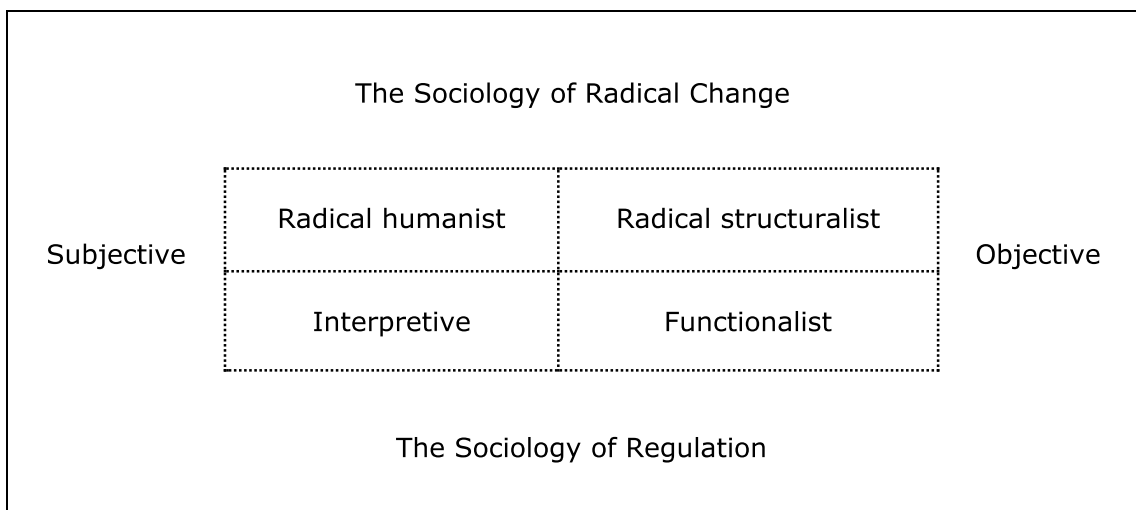 The Sociology of Radical Change
Radical humanist
Radical structuralist
Subjective
Objective
Interpretive
Functionalist
The Sociology of Regulation